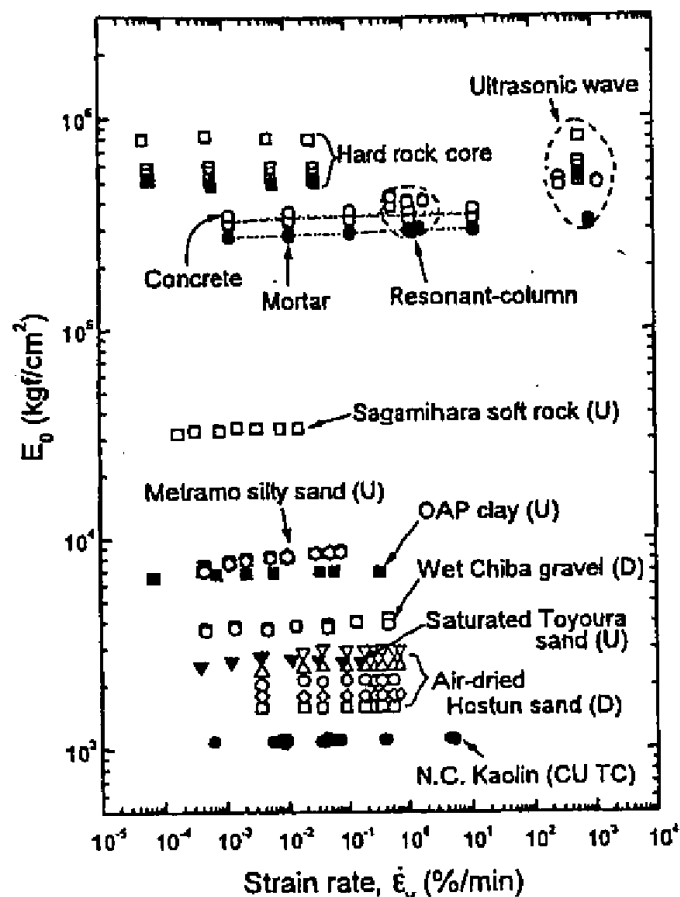 Ultrasonic wave
Hard rock core
Concrete
Mortar
Resonant-column
Sagamihara soft rock (U)
Metramo silty sand (U)
OAP clay (U)
Wet Chiba gravel (D)
Saturated Toyoura
sand (U)
Air-dried
Hostun sand (D)
N.C. Kaolin (CU TC)
E₀ (kgf/cm²)
10⁶
10⁵
10⁴
10³
10⁻⁵ 10⁻⁴ 10⁻³ 10⁻² 10⁻¹ 10⁰ 10¹ 10² 10³ 10⁴
Strain rate, ε̇ᵥ (%/min)